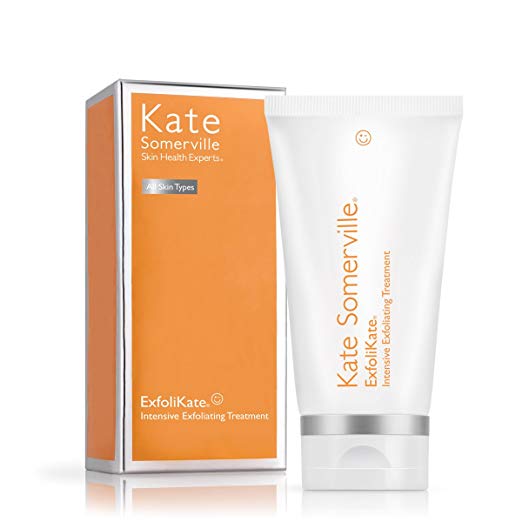 Kate
Somerville
Skin Health Experts®
All Skin Types
ExfoliKate®
Intensive Exfoliating Treatment
Kate Somerville®
ExfoliKate®
Intensive Exfoliating Treatment